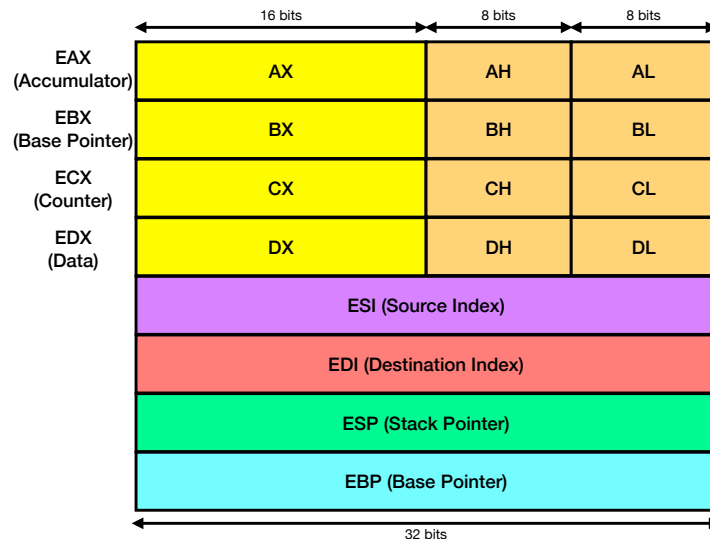 16 bits 8 bits 8 bits
EAX
(Accumulator)
AX AH AL
EBX
(Base Pointer)
BX BH BL
ECX
(Counter)
CX CH CL
EDX
(Data)
DX DH DL
ESI (Source Index)
EDI (Destination Index)
ESP (Stack Pointer)
EBP (Base Pointer)
32 bits